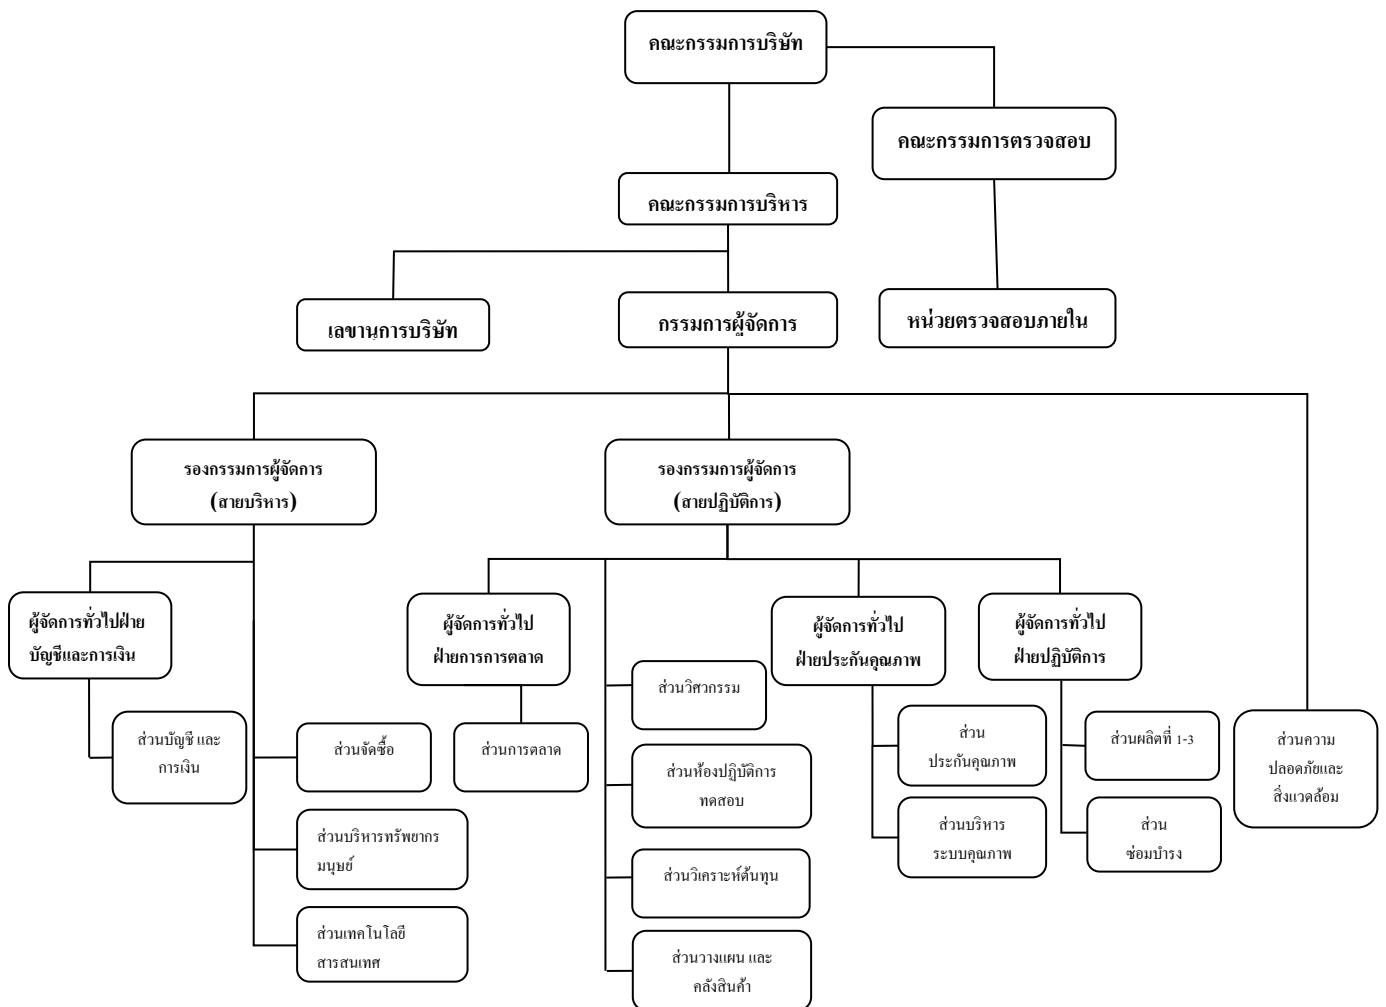 คณะกรรมการบริษัท
คณะกรรมการตรวจสอบ
คณะกรรมการบริหาร
เลขานุการบริษัท
กรรมการผู้จัดการ
หน่วยตรวจสอบภายใน
รองกรรมการผู้จัดการ
(สายบริหาร)
รองกรรมการผู้จัดการ
(สายปฏิบัติการ)
ผู้จัดการทั่วไปฝ่าย
บัญชีและการเงิน
ผู้จัดการทั่วไป
ฝ่ายการการตลาด
ผู้จัดการทั่วไป
ฝ่ายประกันคุณภาพ
ผู้จัดการทั่วไป
ฝ่ายปฏิบัติการ
ส่วนบัญชี และ
การเงิน
ส่วนจัดซื้อ
ส่วนบริหารทรัพยากร
มนุษย์
ส่วนเทคโนโลยี
สารสนเทศ
ส่วนการตลาด
ส่วนวิศวกรรม
ส่วนห้องปฏิบัติการ
ทดสอบ
ส่วนวิเคราะห์ต้นทุน
ส่วนวางแผน และ
คลังสินค้า
ส่วน
ประกันคุณภาพ
ส่วนบริหาร
ระบบคุณภาพ
ส่วนผลิตที่ 1-3
ส่วน
ซ่อมบำรุง
ส่วนความ
ปลอดภัยและ
สิ่งแวดล้อม